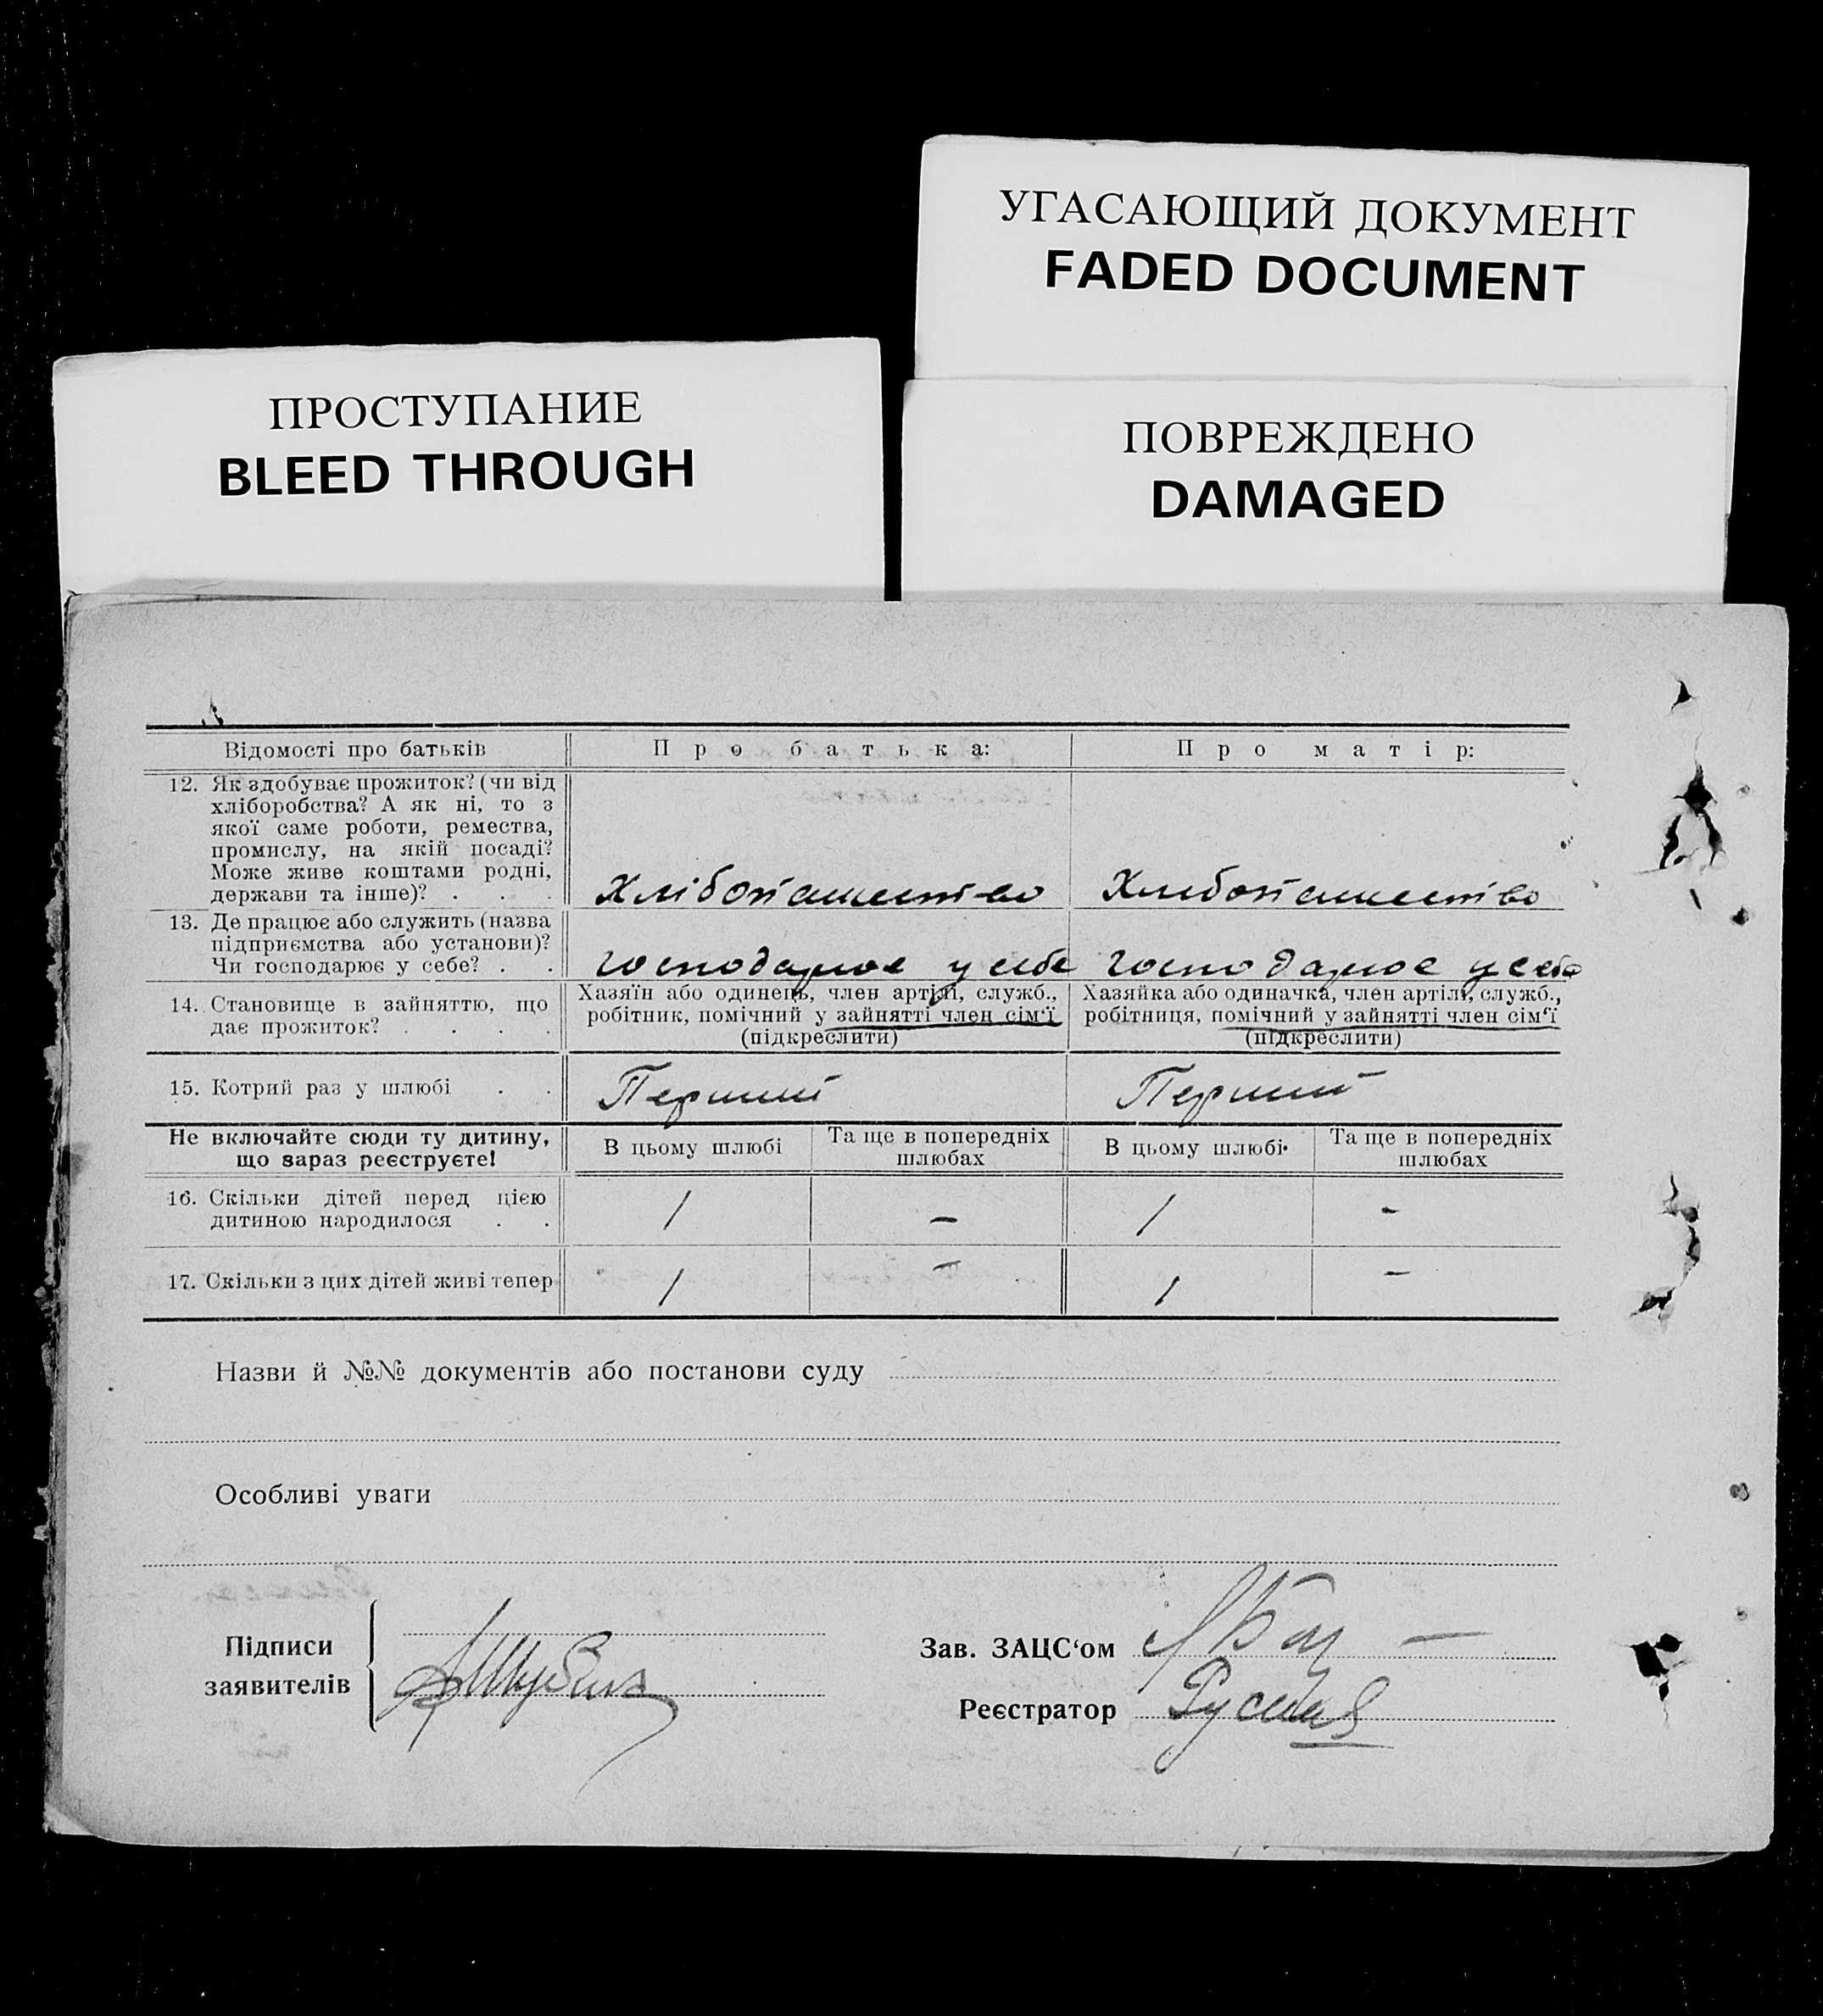 УГАСАЮЩИЙ ДОКУМЕНТ
FADED DOCUMENT
ПРОСТУПАНИЕ
BLEED THROUGH
ПОВРЕЖДЕНО
DAMAGED
Відомості про батьків
Про батька:
Про матір:
12. Як здобуває прожиток? (чи від
хліборобства? А як ні, то з
якої саме роботи, ремества,
промислу, на якій посаді?
Може живе коштами родні,
держави та інше)? . . .
Хлібопашество
Хлебопашество
13. Де працює або служить (назва
підприємства або установи)?
Чи господарює у себе? . .
господарює у себе
господарює у себе
14. Становище в зайняттю, що
дає прожиток? . . . .
Хазяїн або одинець, член артілі, служб.,
робітник, помічний у зайнятті член сім‘ї
(підкреслити)
Хазяйка або одиначка, член артілі, служб.,
робітниця, помічний у зайнятті член сім‘ї
(підкреслити)
15. Котрий раз у шлюбі . .
Перший
Перший
Не включайте сюди ту дитину,
що зараз реєструєте!
В цьому шлюбі
Та ще в попередніх
шлюбах
В цьому шлюбі
Та ще в попередніх
шлюбах
16. Скільки дітей перед цією
дитиною народилося . .
1
–
1
-
17. Скільки з цих дітей живі тепер
1
–
1
–
Назви й №№ документів або постанови суду
Особливі уваги
Підписи
заявителів
Зав. ЗАЦС‘ом
Реєстратор